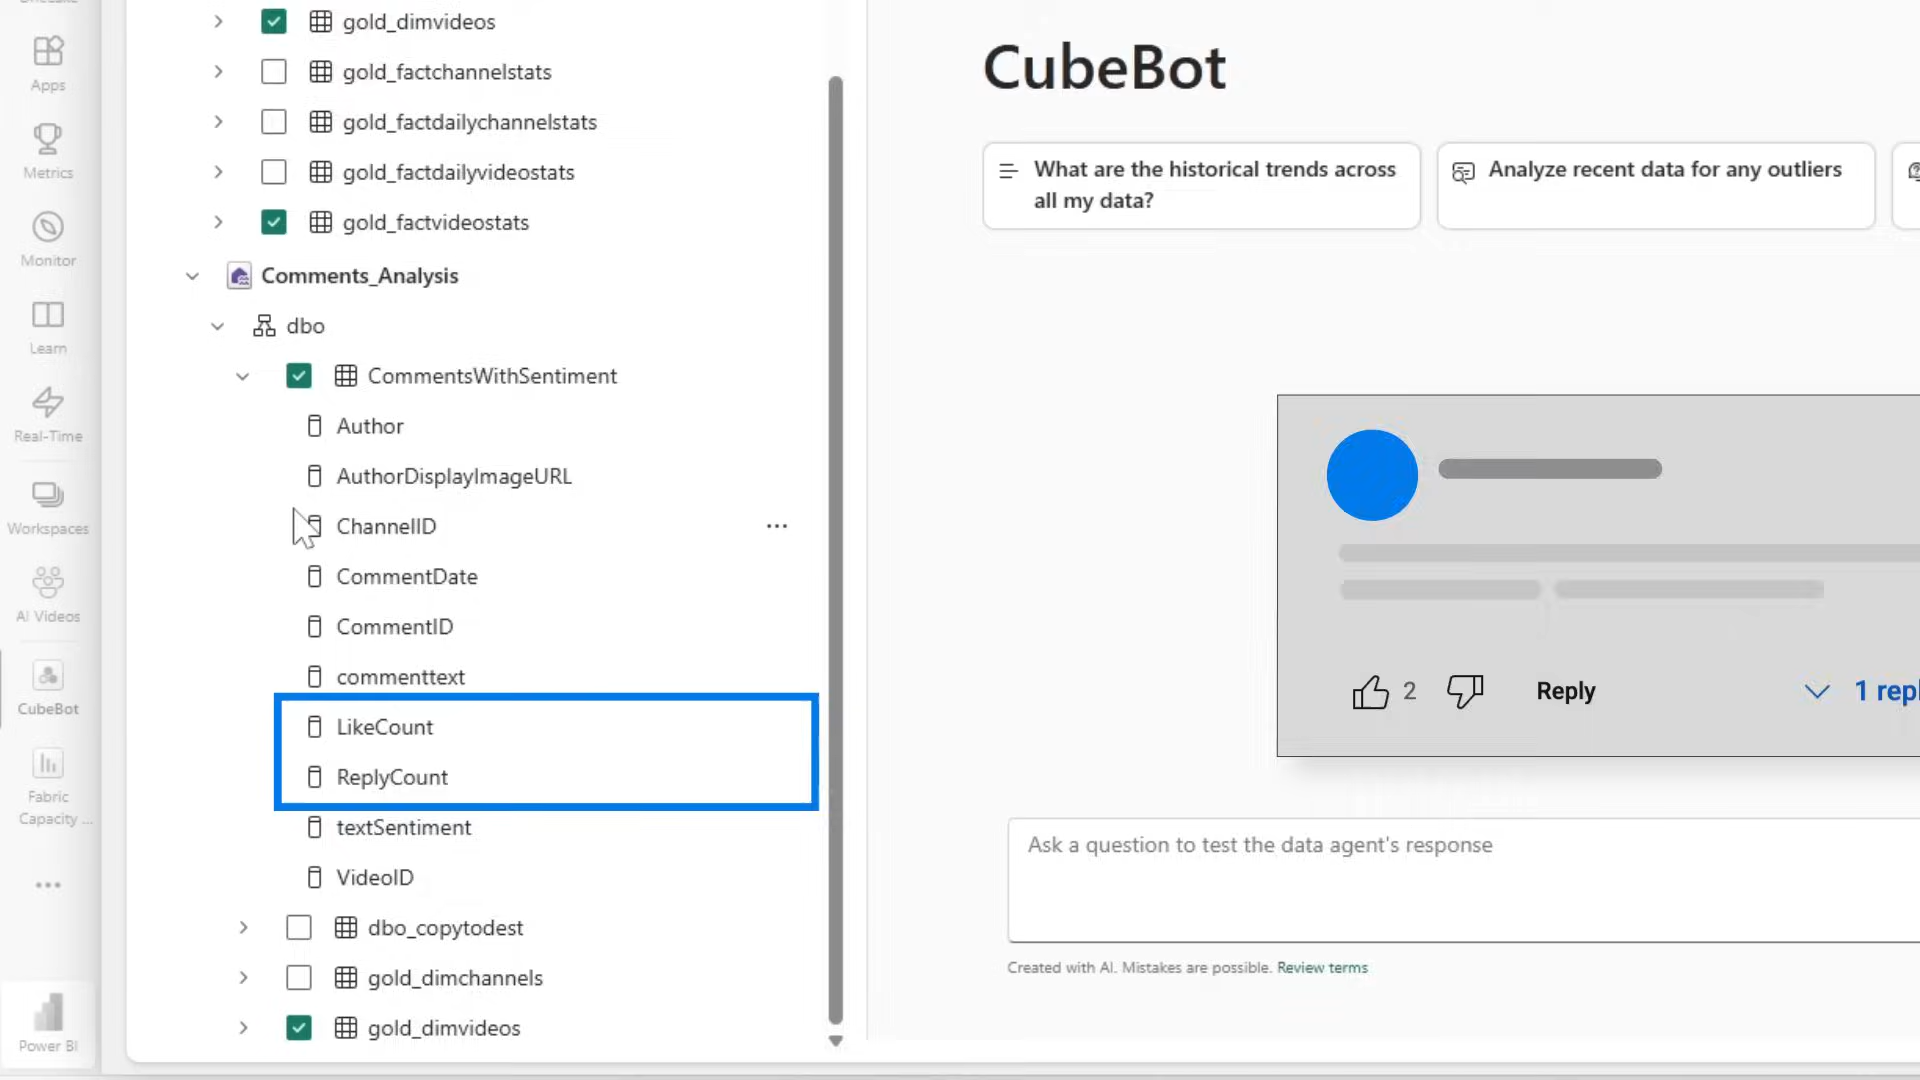 Apps
Metrics
Monitor
Learn
Real-Time
Workspaces
AI Videos
CubeBot
Fabric
Capacity ...
Power BI
gold_dimvideos
gold_factchannelstats
gold_factdailychannelstats
gold_factdailyvideostats
gold_factvideostats
Comments_Analysis
dbo
CommentsWithSentiment
Author
AuthorDisplayImageURL
ChannelID
CommentDate
CommentID
commenttext
LikeCount
ReplyCount
textSentiment
VideoID
dbo_copytodest
gold_dimchannels
gold_dimvideos
CubeBot
What are the historical trends across
all my data?
Analyze recent data for any outliers
2
Reply
1 repl
Ask a question to test the data agent's response
Created with AI. Mistakes are possible. Review terms